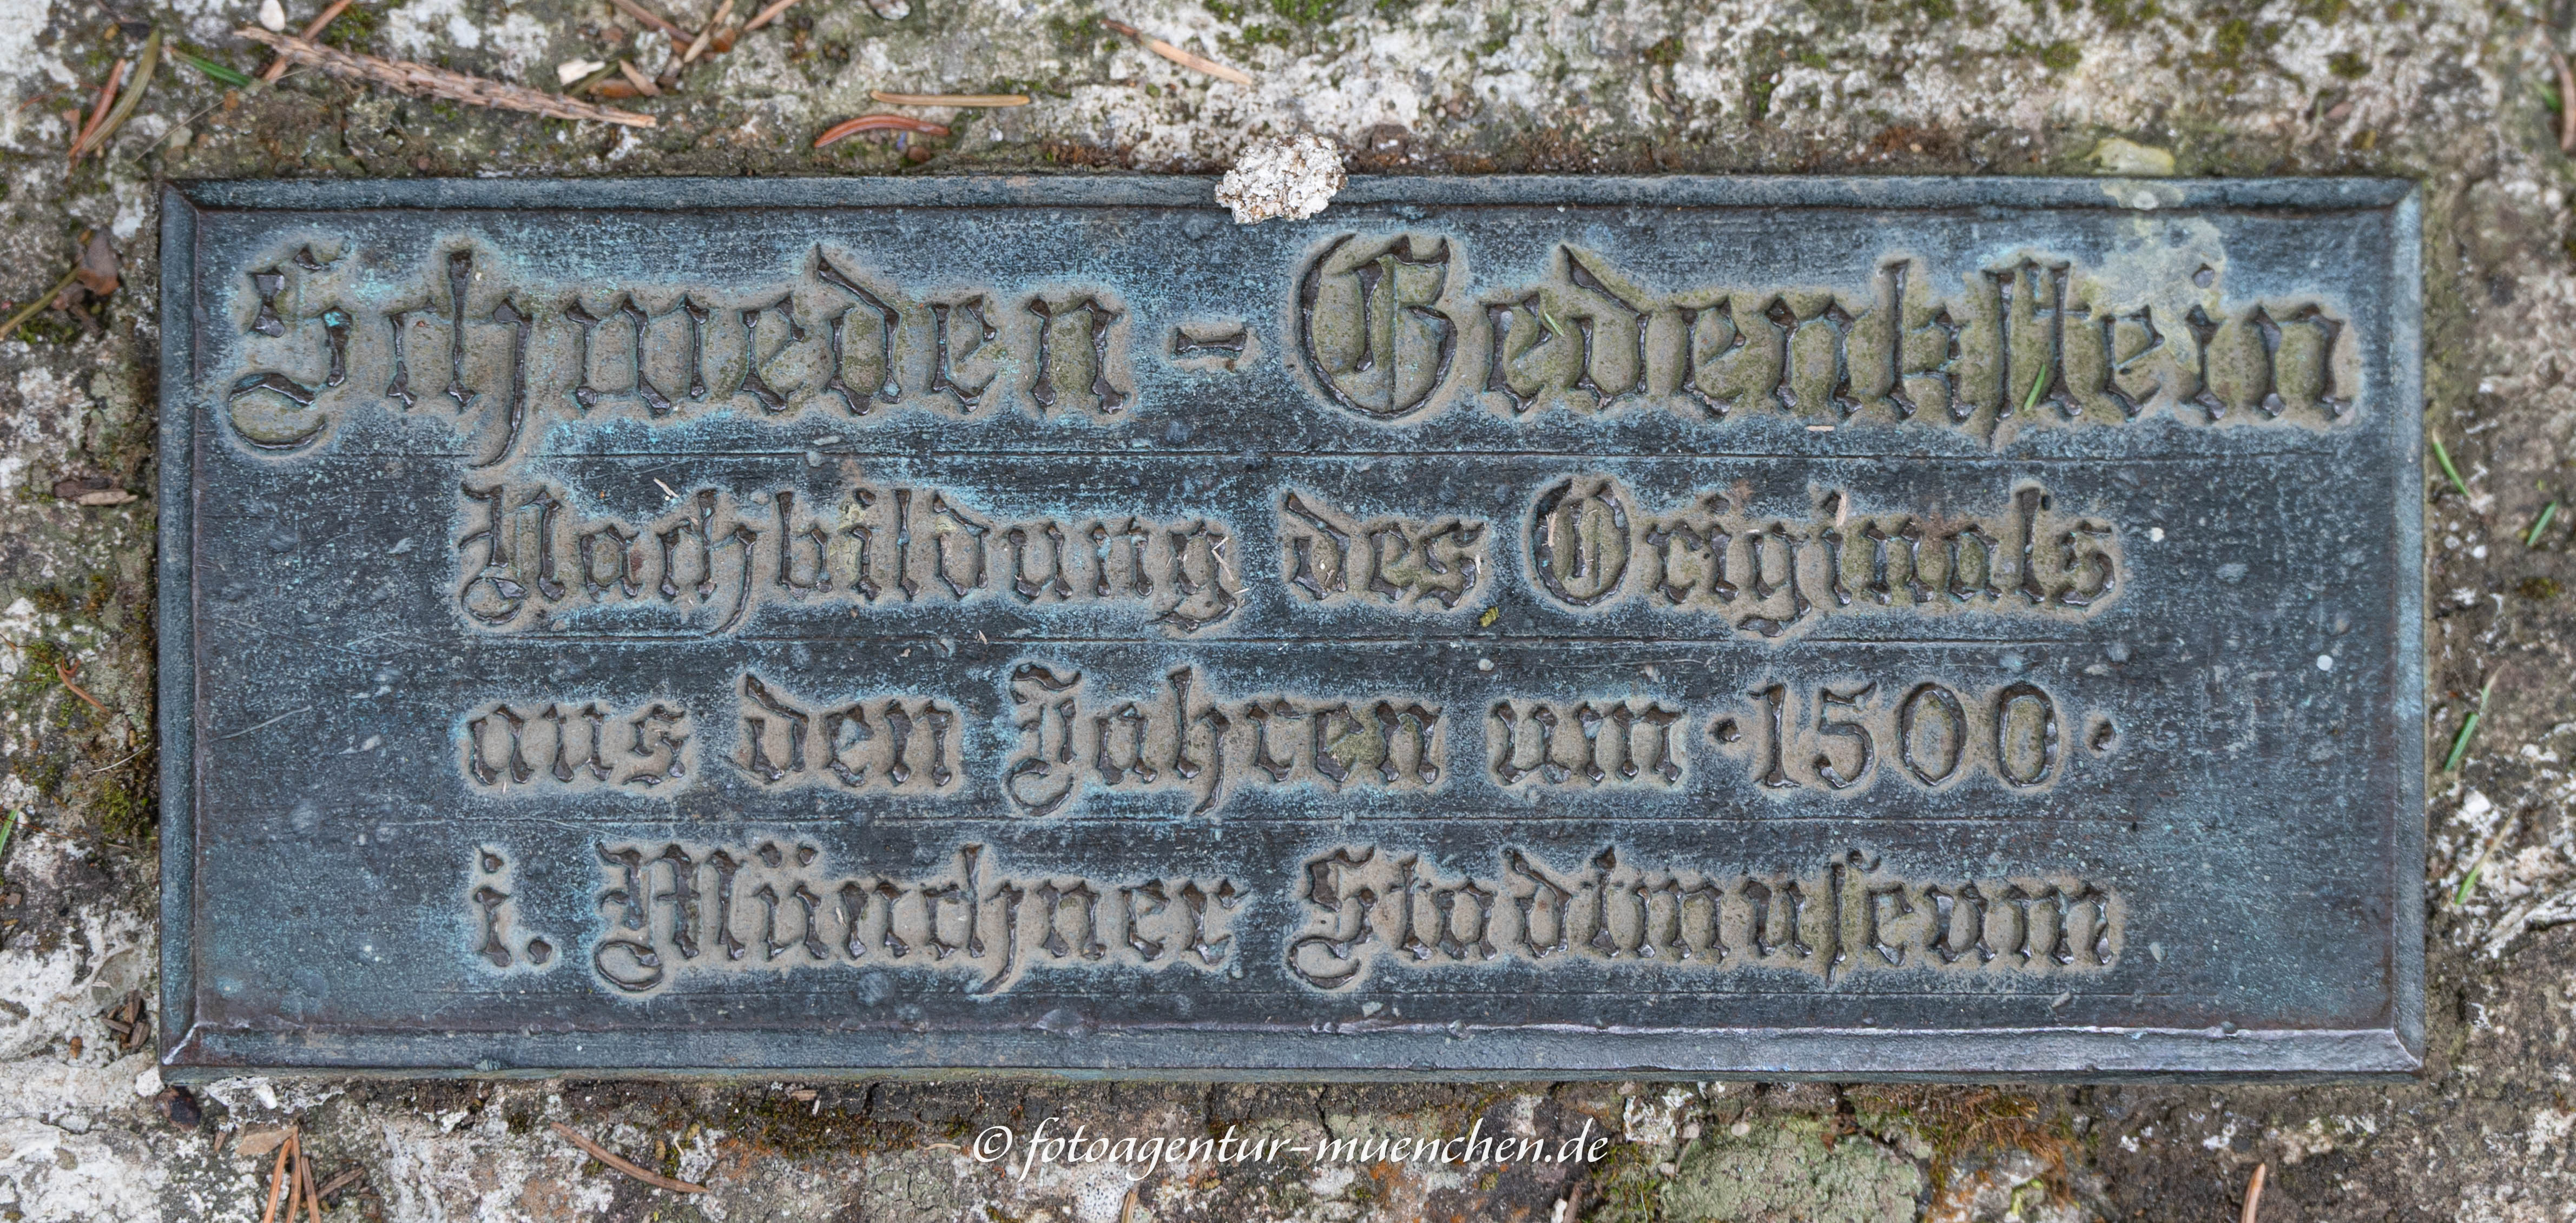 Schweden - Gedenkstein
Nachbildung des Originals
aus den Jahren um · 1500 ·
i. Münchner Stadtmuseum
© fotoagentur-muenchen.de